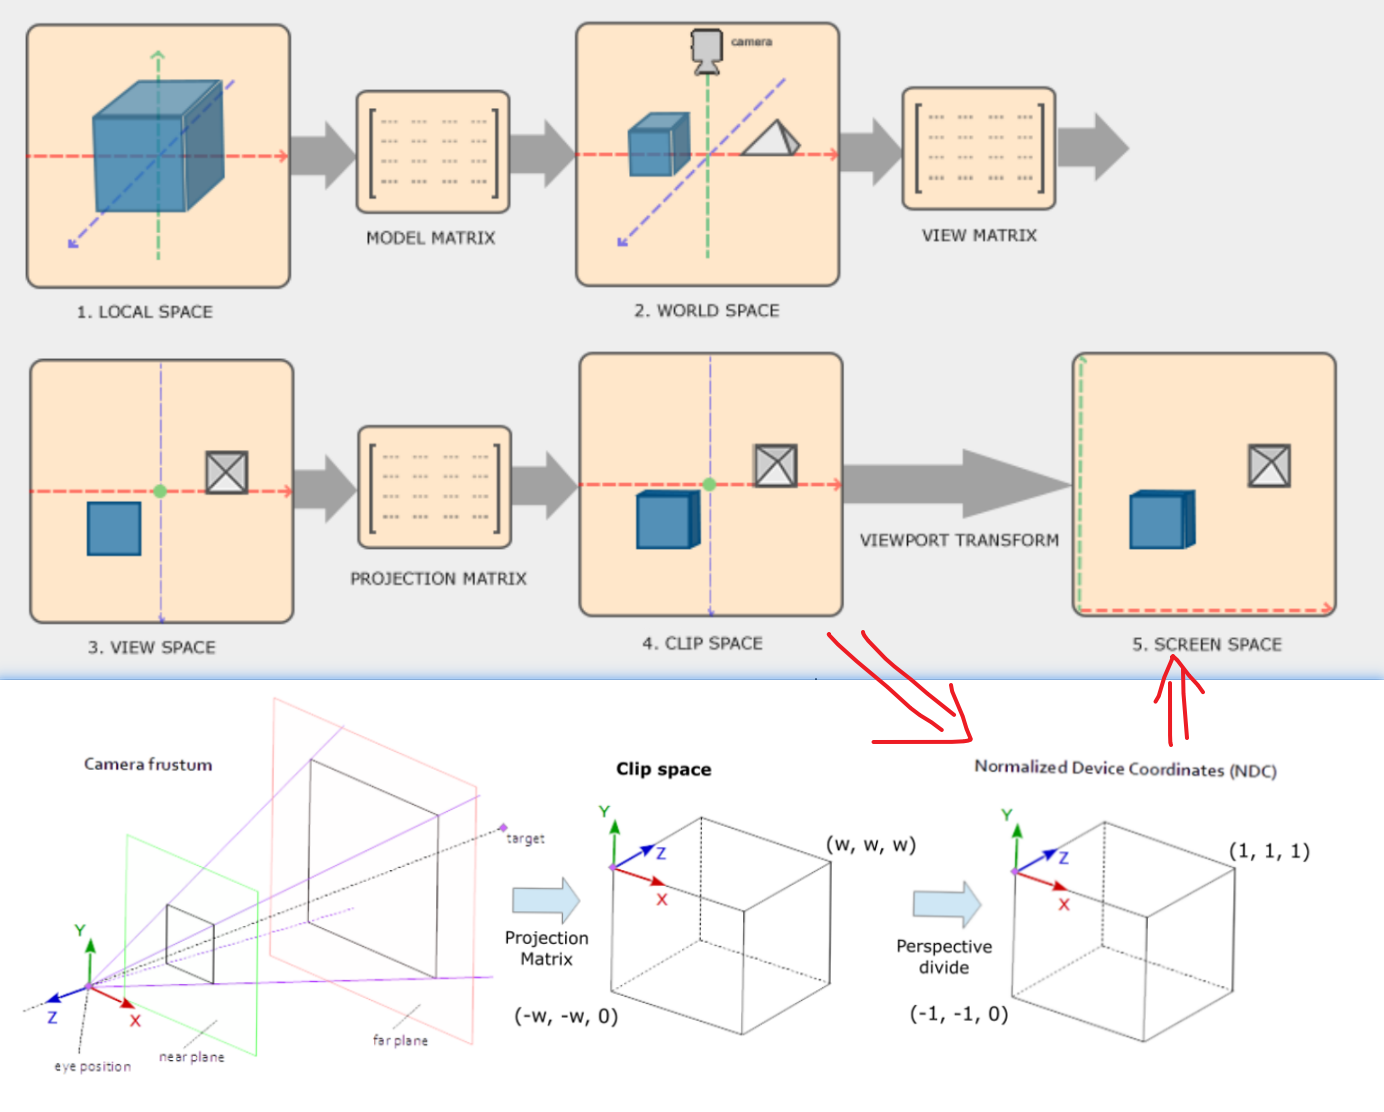 camera
MODEL MATRIX
VIEW MATRIX
1. LOCAL SPACE
2. WORLD SPACE
PROJECTION MATRIX
VIEWPORT TRANSFORM
3. VIEW SPACE
4. CLIP SPACE
5. SCREEN SPACE
Camera frustum
Clip space
Normalized Device Coordinates (NDC)
target
Y
Z
X
eye position
near plane
far plane
Projection
Matrix
Y
Z
X
(w, w, w)
(-w, -w, 0)
Perspective
divide
Y
Z
X
(1, 1, 1)
(-1, -1, 0)